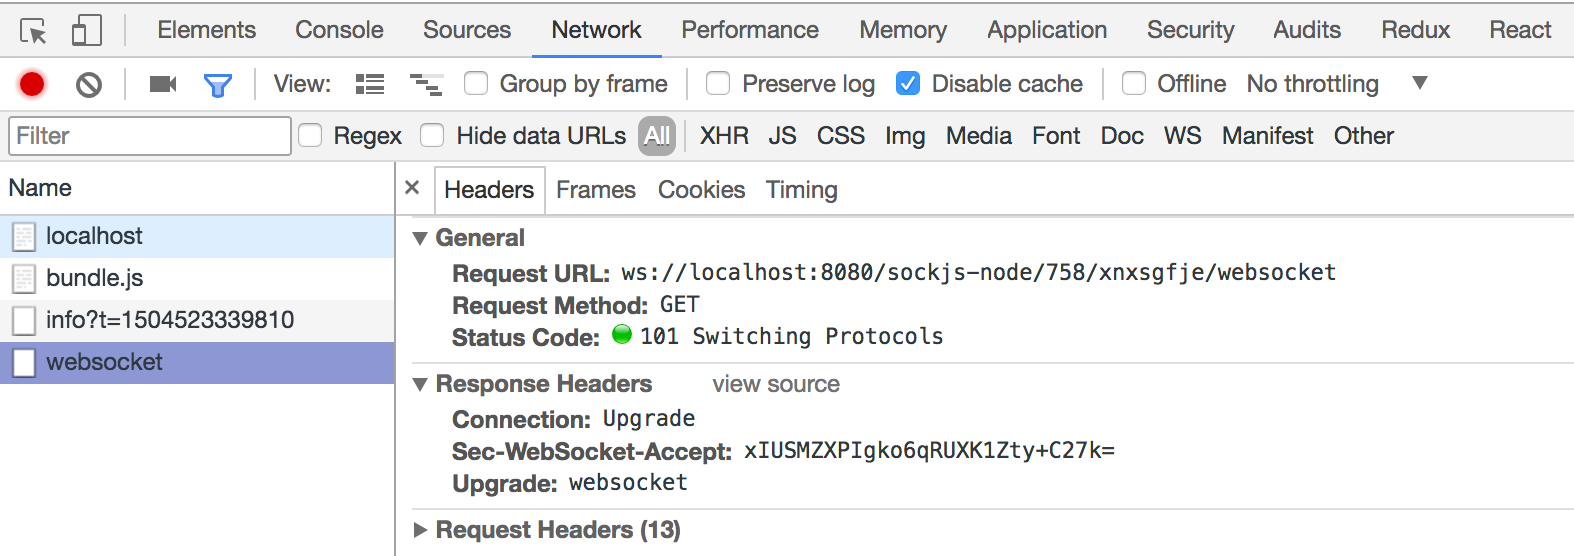 Elements Console Sources Network Performance Memory Application Security Audits Redux React
View: Group by frame Preserve log Disable cache Offline No throttling
Filter Regex Hide data URLs All XHR JS CSS Img Media Font Doc WS Manifest Other
Name
localhost
bundle.js
info?t=1504523339810
websocket
Headers Frames Cookies Timing
General
Request URL: ws://localhost:8080/sockjs-node/758/xnxsgfje/websocket
Request Method: GET
Status Code: 101 Switching Protocols
Response Headers view source
Connection: Upgrade
Sec-WebSocket-Accept: xIUSMZXPIgko6qRUXK1Zty+C27k=
Upgrade: websocket
Request Headers (13)